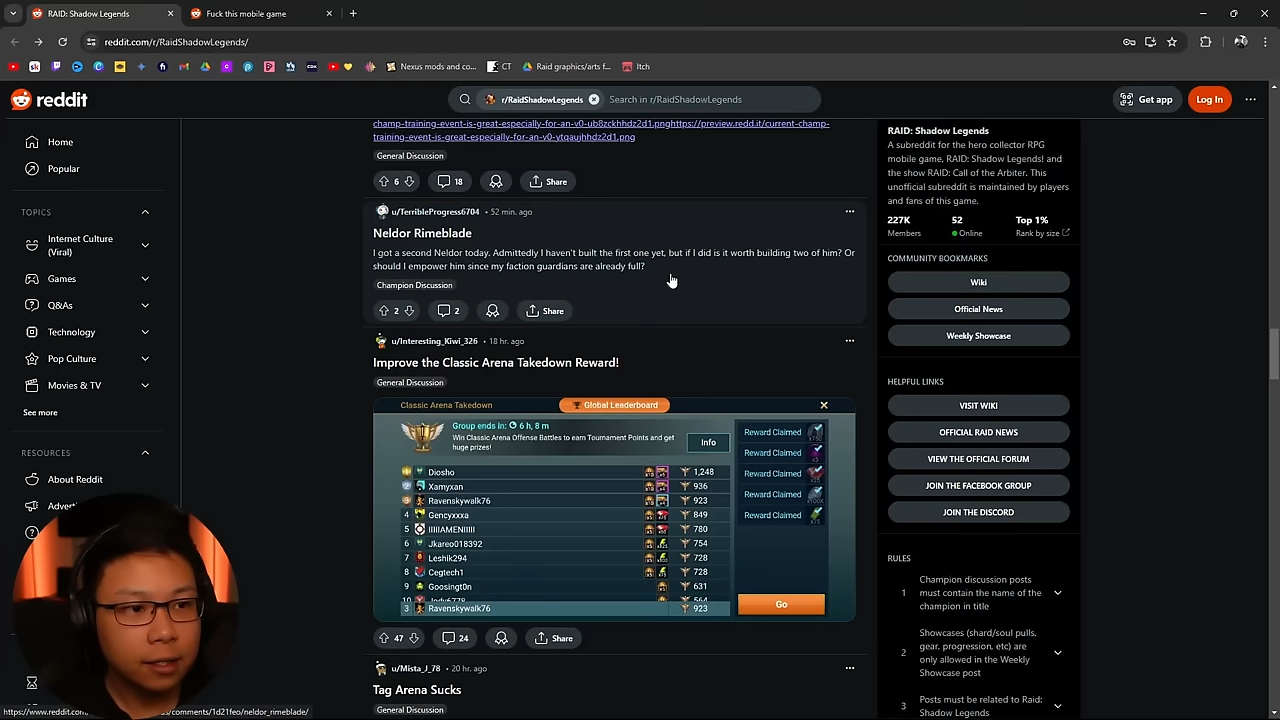 RAID: Shadow Legends
Fuck this mobile game
reddit.com/r/RaidShadowLegends/
Nexus mods and co...
CT
Raid graphics/arts f...
Itch
reddit
r/RaidShadowLegends
Search in r/RaidShadowLegends
Get app
Log In
Home
Popular
TOPICS
Internet Culture
(Viral)
Games
Q&As
Technology
Pop Culture
Movies & TV
See more
RESOURCES
About Reddit
champ-training-event-is-great-especially-for-an-v0-ub8zckhhdz2d1.pnghttps://preview.redd.it/current-champ-
training-event-is-great-especially-for-an-v0-ytqaujhhdz2d1.png
General Discussion
6
18
Share
u/TerribleProgress6704 • 52 min. ago
Neldor Rimeblade
I got a second Neldor today. Admittedly I haven't built the first one yet, but if I did is it worth building two of him? Or
should I empower him since my faction guardians are already full?
Champion Discussion
2
2
Share
u/Interesting_Kiwi_326 • 18 hr. ago
Improve the Classic Arena Takedown Reward!
General Discussion
Classic Arena Takedown
Global Leaderboard
Group ends in: 6 h, 8 m
Win Classic Arena Offense Battles to earn Tournament Points and get
huge prizes!
Info
Diosho 1,248
Xamyxan 936
Ravenskywalk76 923
4 Gencyxxxa 849
5 IIIIIAMENIIIII 780
6 Jkareo018392 754
7 Leshik294 728
8 Cegtech1 728
9 Goosingt0n 631
3 Ravenskywalk76 923
Reward Claimed
Reward Claimed
Reward Claimed
Reward Claimed
Reward Claimed
Go
47
24
Share
u/Mista_J_78 • 20 hr. ago
Tag Arena Sucks
General Discussion
RAID: Shadow Legends
A subreddit for the hero collector RPG
mobile game, RAID: Shadow Legends! and
the show RAID: Call of the Arbiter. This
unofficial subreddit is maintained by players
and fans of this game.
227K
Members
52
Online
Top 1%
Rank by size
COMMUNITY BOOKMARKS
Wiki
Official News
Weekly Showcase
HELPFUL LINKS
VISIT WIKI
OFFICIAL RAID NEWS
VIEW THE OFFICIAL FORUM
JOIN THE FACEBOOK GROUP
JOIN THE DISCORD
RULES
1
Champion discussion posts
must contain the name of the
champion in title
2
Showcases (shard/soul pulls,
gear, progression, etc) are
only allowed in the Weekly
Showcase post
3
Posts must be related to Raid:
Shadow Legends